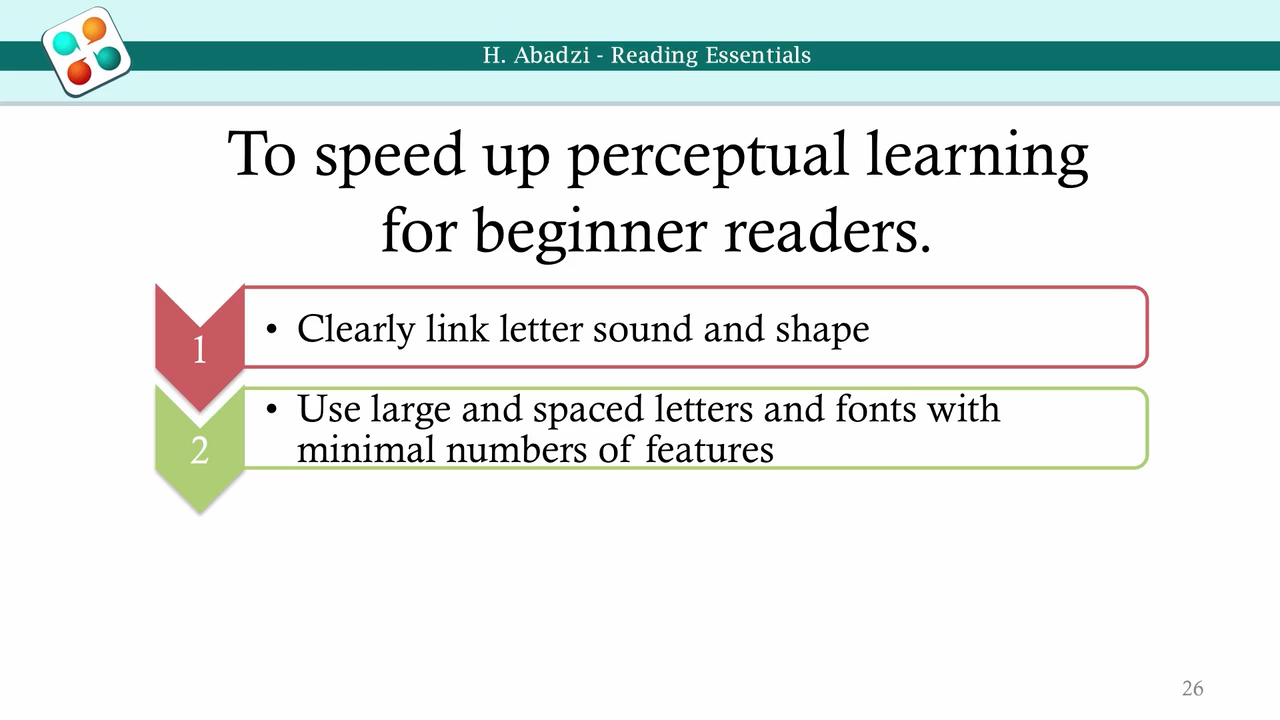 H. Abadzi - Reading Essentials
To speed up perceptual learning
for beginner readers.
1
• Clearly link letter sound and shape
2
• Use large and spaced letters and fonts with
minimal numbers of features
26